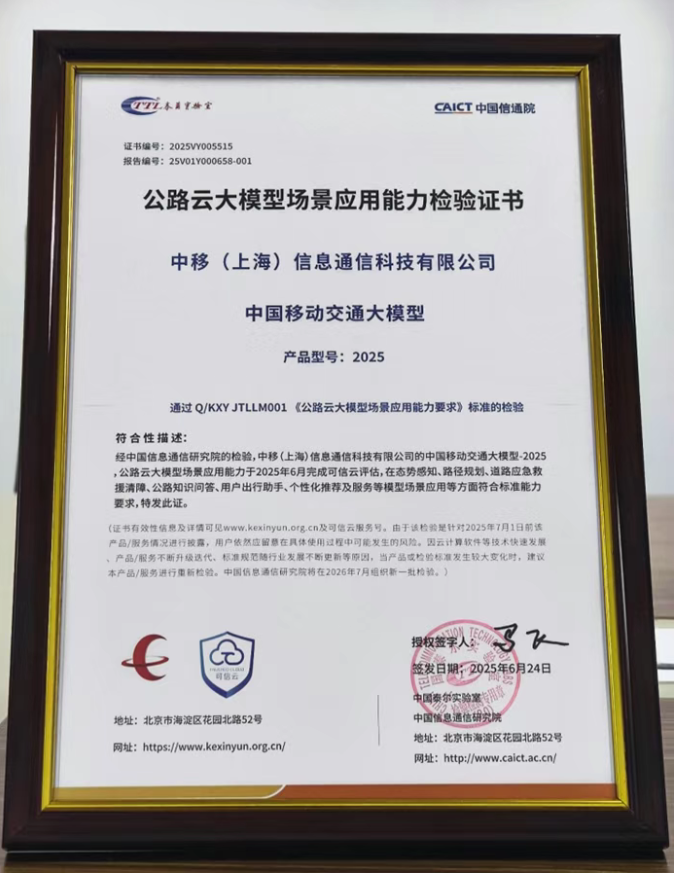 CTTL 泰尔实验室
CAICT 中国信通院
证书编号：2025VY005515
报告编号：25V01Y000658-001
公路云大模型场景应用能力检验证书
中移（上海）信息通信科技有限公司
中国移动交通大模型
产品型号：2025
通过 Q/KXY JTLLM001 《公路云大模型场景应用能力要求》标准的检验
符合性描述：
经中国信息通信研究院的检验,中移（上海）信息通信科技有限公司的中国移动交通大模型-2025
,公路云大模型场景应用能力于2025年6月完成可信云评估,在态势感知、路径规划、道路应急救
援清障、公路知识问答、用户出行助手、个性化推荐及服务等模型场景应用等方面符合标准能力
要求,特发此证。
（证书有效性信息及详情可见www.kexinyun.org.cn及可信云服务号。由于该检验是针对2025年7月1日前该
产品/服务情况进行披露，用户依然应留意在具体使用过程中可能发生的风险。因云计算软件等技术快速发展
、产品/服务不断升级迭代、标准规范随行业发展不断更新等原因，当产品或检验标准发生较大变化时，建议
本产品/服务进行重新检验。中国信息通信研究院将在2026年7月组织新一批检验。）
可信云
地址：北京市海淀区花园北路52号
网址：https://www.kexinyun.org.cn/
授权签字人：
签发日期：2025年6月24日
中国泰尔实验室
中国信息通信研究院
地址：北京市海淀区花园北路52号
网址：http://www.caict.ac.cn/